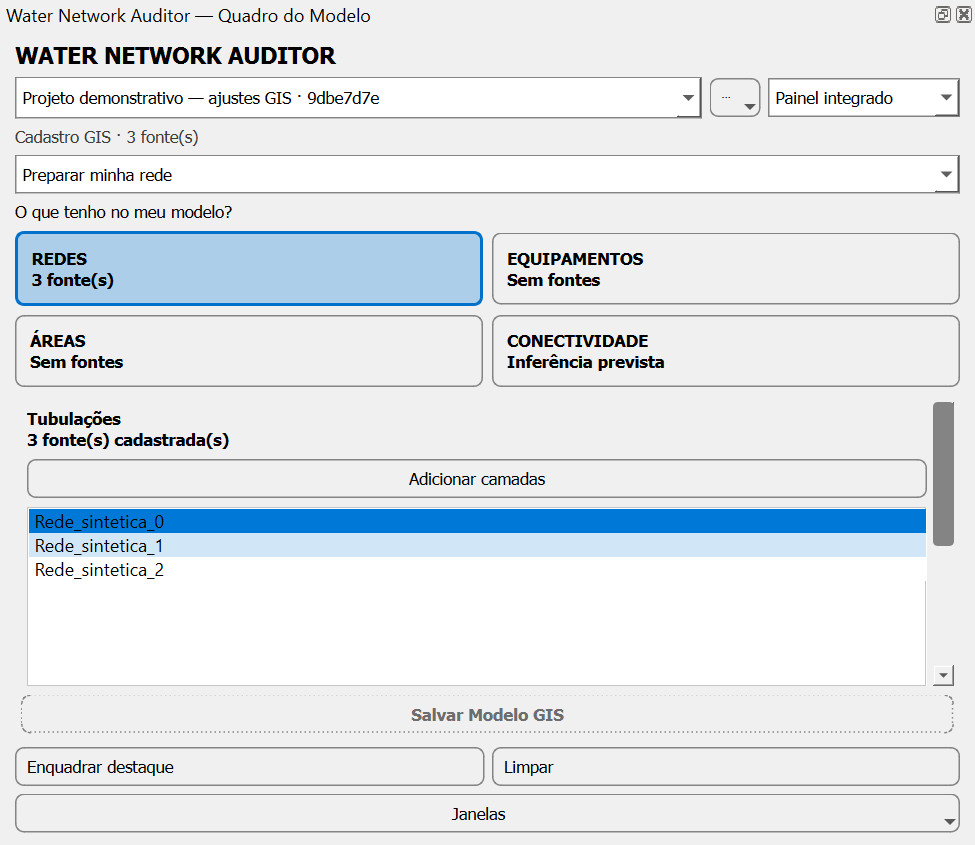 Water Network Auditor — Quadro do Modelo
WATER NETWORK AUDITOR
Projeto demonstrativo — ajustes GIS · 9dbe7d7e
...
Painel integrado
Cadastro GIS · 3 fonte(s)
Preparar minha rede
O que tenho no meu modelo?
REDES
3 fonte(s)
EQUIPAMENTOS
Sem fontes
ÁREAS
Sem fontes
CONECTIVIDADE
Inferência prevista
Tubulações
3 fonte(s) cadastrada(s)
Adicionar camadas
Rede_sintetica_0
Rede_sintetica_1
Rede_sintetica_2
Salvar Modelo GIS
Enquadrar destaque
Limpar
Janelas